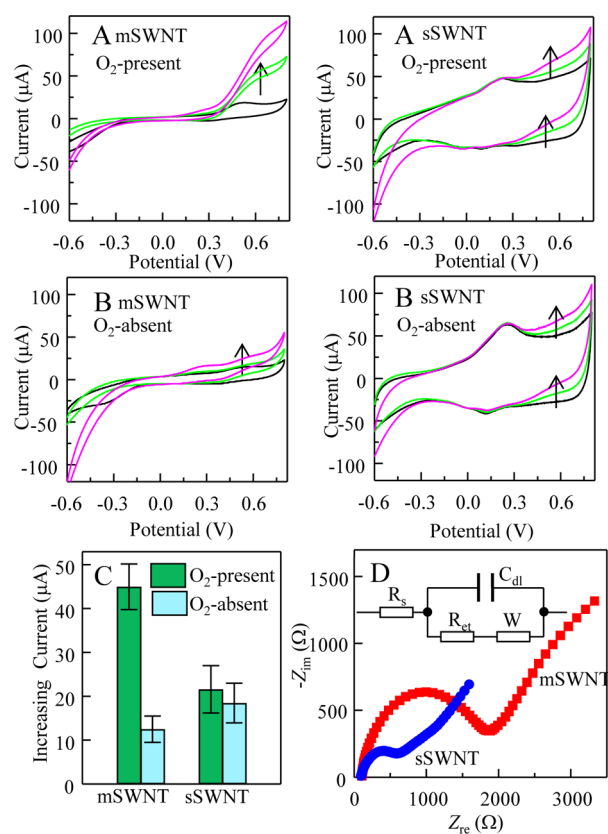 A mSWNT
O₂-present
Current (μA)
100
50
0
-50
-100
-0.6 -0.3 0.0 0.3 0.6
Potential (V)
A sSWNT
O₂-present
Current (μA)
100
50
0
-50
-100
-0.6 -0.3 0.0 0.3 0.6
Potential (V)
B mSWNT
O₂-absent
Current (μA)
100
50
0
-50
-100
-0.6 -0.3 0.0 0.3 0.6
Potential (V)
B sSWNT
O₂-absent
Current (μA)
100
50
0
-50
-100
-0.6 -0.3 0.0 0.3 0.6
Potential (V)
C
O₂-present
O₂-absent
Increasing Current (μA)
50
40
30
20
10
0
mSWNT sSWNT
D
C_dl
R_s
R_et W
-Z_im (Ω)
1500
1000
500
0
mSWNT
sSWNT
0 1000 2000 3000
Z_re (Ω)